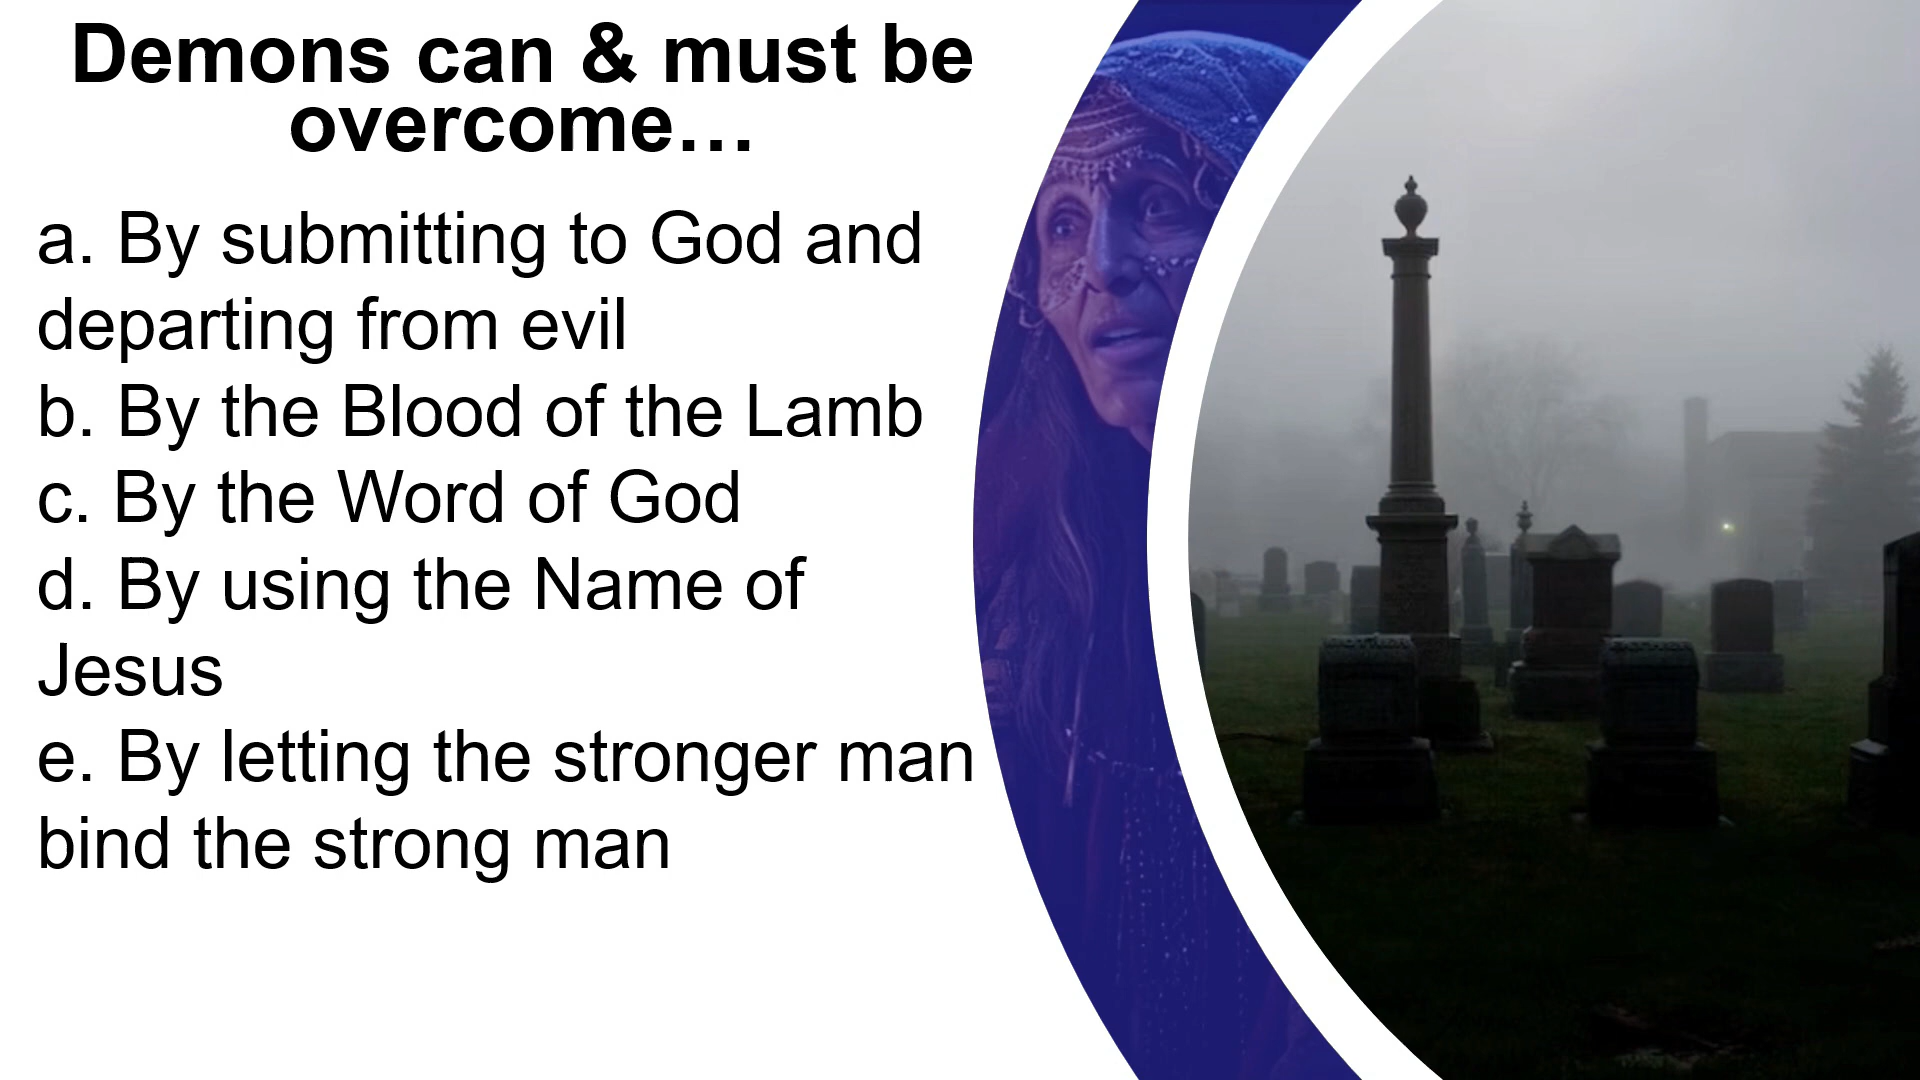 Demons can & must be
overcome…
a. By submitting to God and
departing from evil
b. By the Blood of the Lamb
c. By the Word of God
d. By using the Name of
Jesus
e. By letting the stronger man
bind the strong man